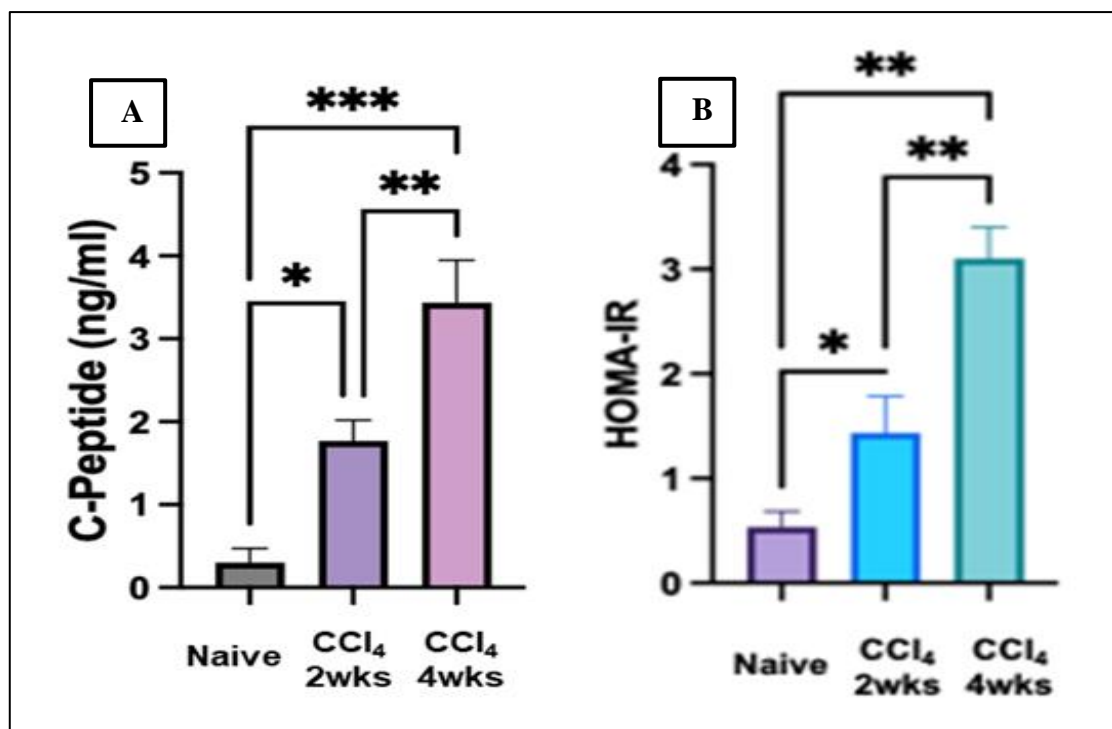 A
***
**
*
5
4
3
2
1
0
C-Peptide (ng/ml)
Naive
CCl₄
2wks
CCl₄
4wks
B
**
**
*
4
3
2
1
0
HOMA-IR
Naive
CCl₄
2wks
CCl₄
4wks